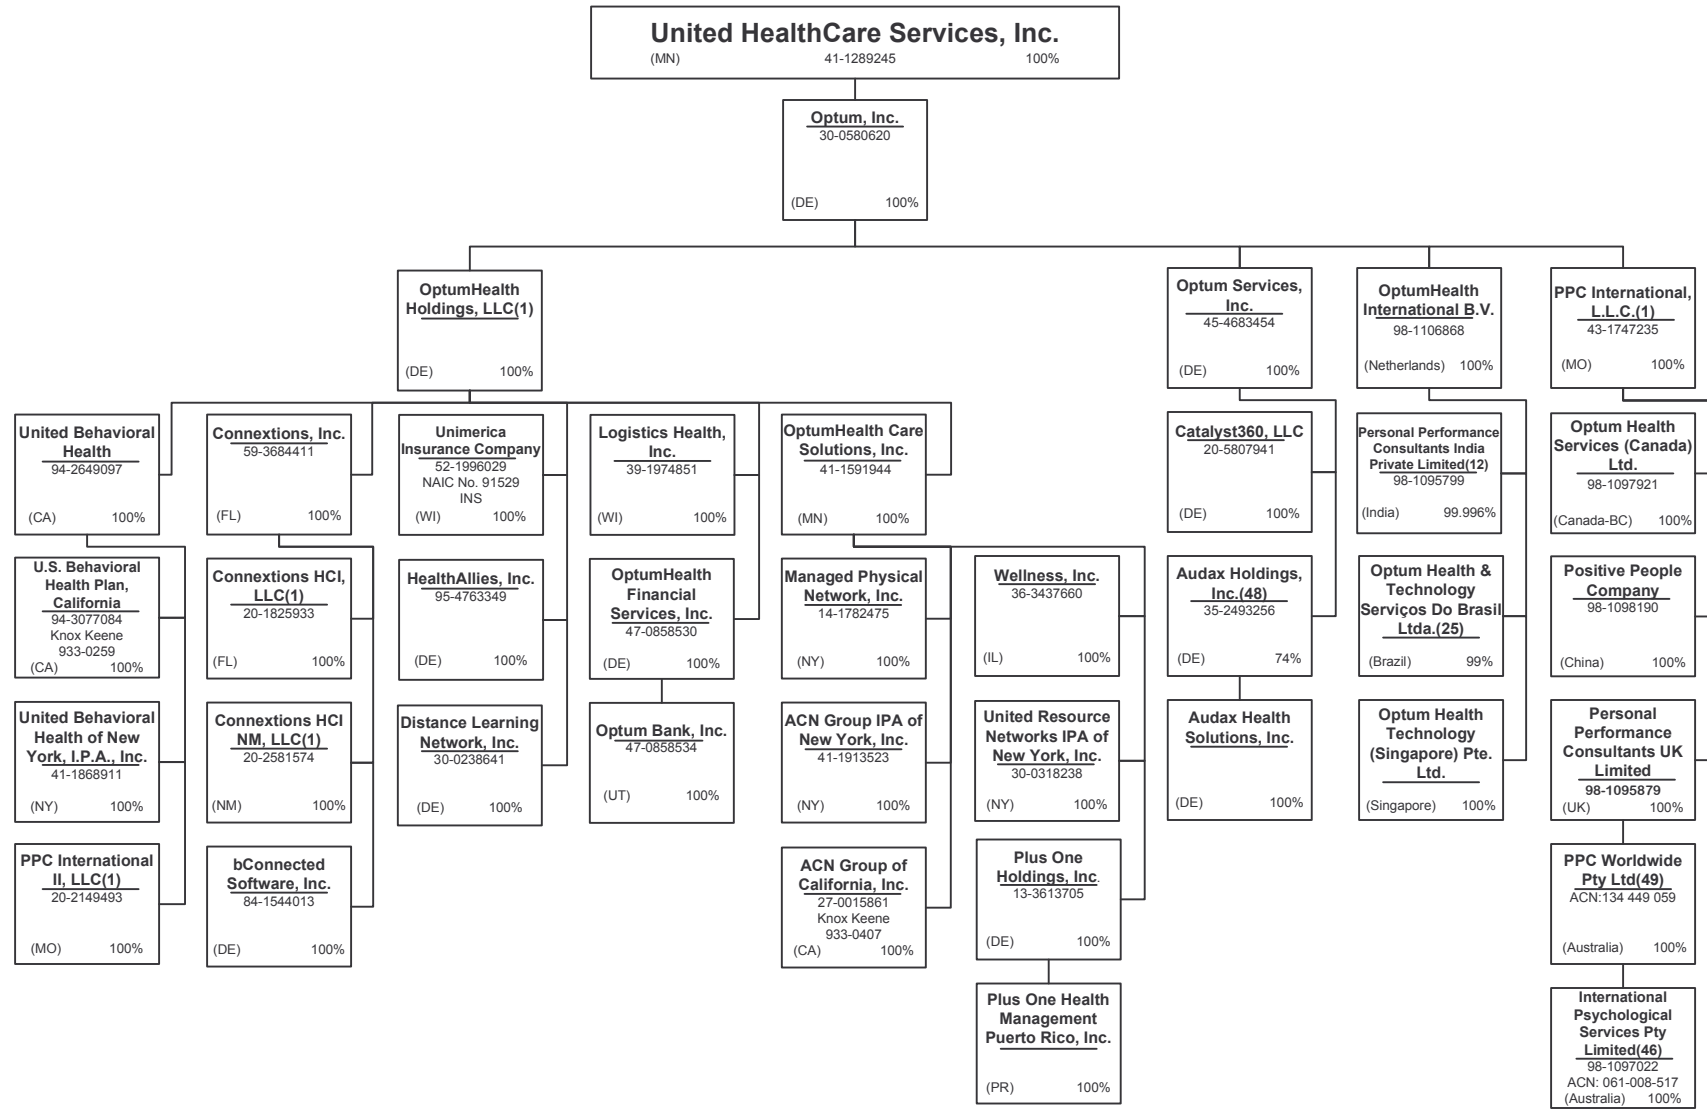 United HealthCare Services, Inc.
(MN) 41-1289245 100%
Optum, Inc.
30-0580620
(DE) 100%
OptumHealth
Holdings, LLC(1)
(DE) 100%
Optum Services,
Inc.
45-4683454
(DE) 100%
OptumHealth
International B.V.
98-1106868
(Netherlands) 100%
PPC International,
L.L.C.(1)
43-1747235
(MO) 100%
United Behavioral
Health
94-2649097
(CA) 100%
Connextions, Inc.
59-3684411
(FL) 100%
Unimerica
Insurance Company
52-1996029
NAIC No. 91529
INS
(WI) 100%
Logistics Health,
Inc.
39-1974851
(WI) 100%
OptumHealth Care
Solutions, Inc.
41-1591944
(MN) 100%
Catalyst360, LLC
20-5807941
(DE) 100%
Personal Performance
Consultants India
Private Limited(12)
98-1095799
(India) 99.996%
Optum Health
Services (Canada)
Ltd.
98-1097921
(Canada-BC) 100%
U.S. Behavioral
Health Plan,
California
94-3077084
Knox Keene
933-0259
(CA) 100%
Connextions HCI,
LLC(1)
20-1825933
(FL) 100%
HealthAllies, Inc.
95-4763349
(DE) 100%
OptumHealth
Financial
Services, Inc.
47-0858530
(DE) 100%
Managed Physical
Network, Inc.
14-1782475
(NY) 100%
Wellness, Inc.
36-3437660
(IL) 100%
Audax Holdings,
Inc.(48)
35-2493256
(DE) 74%
Optum Health &
Technology
Serviços Do Brasil
Ltda.(25)
(Brazil) 99%
Positive People
Company
98-1098190
(China) 100%
United Behavioral
Health of New
York, I.P.A., Inc.
41-1868911
(NY) 100%
Connextions HCI
NM, LLC(1)
20-2581574
(NM) 100%
Distance Learning
Network, Inc.
30-0238641
(DE) 100%
Optum Bank, Inc.
47-0858534
(UT) 100%
ACN Group IPA of
New York, Inc.
41-1913523
(NY) 100%
United Resource
Networks IPA of
New York, Inc.
30-0318238
(NY) 100%
Audax Health
Solutions, Inc.
(DE) 100%
Optum Health
Technology
(Singapore) Pte.
Ltd.
(Singapore) 100%
Personal
Performance
Consultants UK
Limited
98-1095879
(UK) 100%
PPC International
II, LLC(1)
20-2149493
(MO) 100%
bConnected
Software, Inc.
84-1544013
(DE) 100%
ACN Group of
California, Inc.
27-0015861
Knox Keene
933-0407
(CA) 100%
Plus One
Holdings, Inc.
13-3613705
(DE) 100%
PPC Worldwide
Pty Ltd(49)
ACN:134 449 059
(Australia) 100%
Plus One Health
Management
Puerto Rico, Inc.
(PR) 100%
International
Psychological
Services Pty
Limited(46)
98-1097022
ACN: 061-008-517
(Australia) 100%